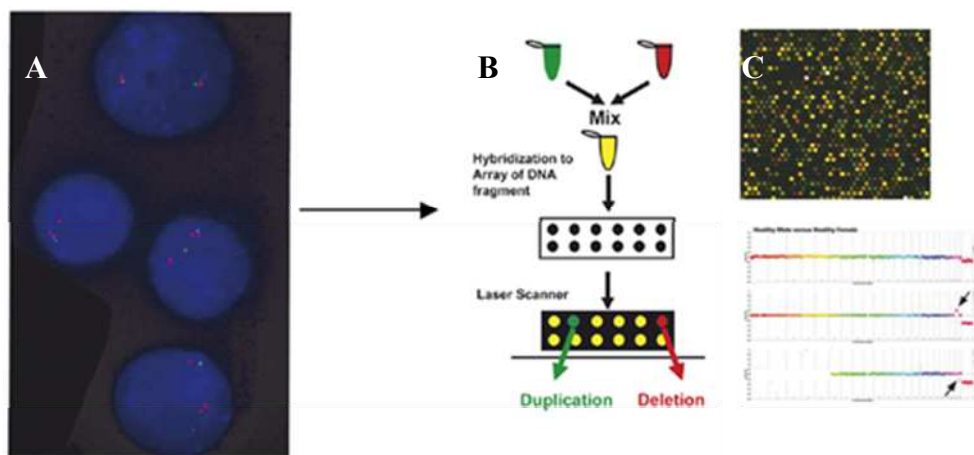 A
B
C
Mix
Hybridization to
Array of DNA
fragment
Laser Scanner
Duplication
Deletion
Healthy Male versus Healthy Female